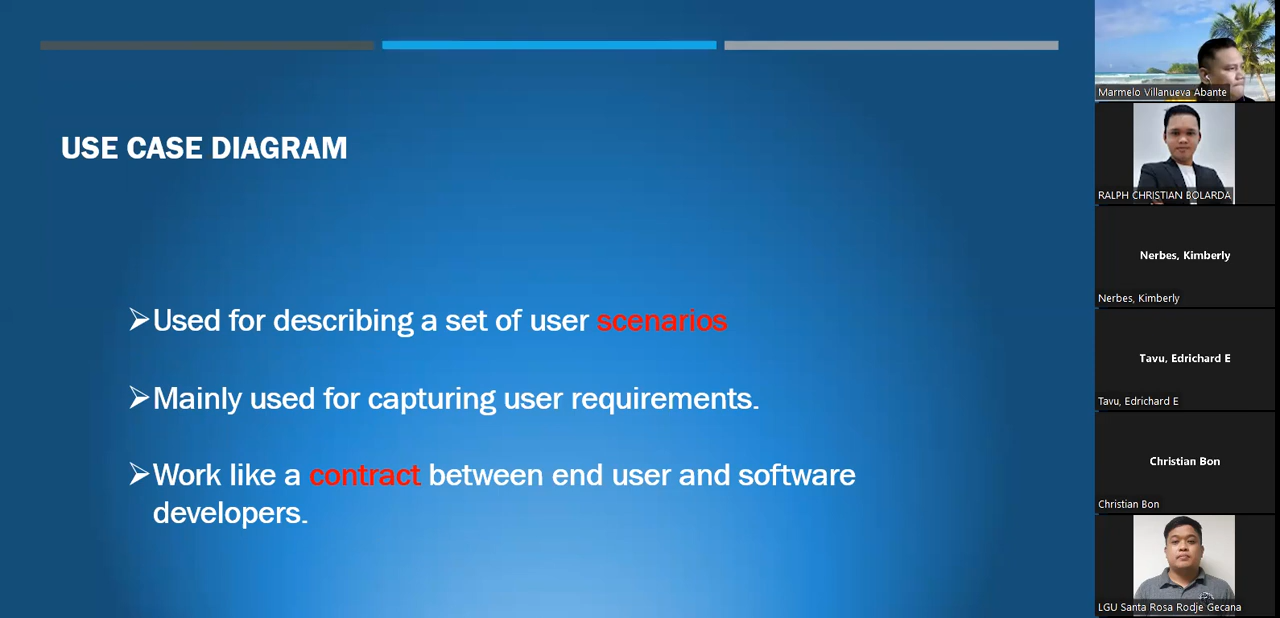 USE CASE DIAGRAM
➢Used for describing a set of user scenarios
➢Mainly used for capturing user requirements.
➢Work like a contract between end user and software
developers.
Marmelo Villanueva Abante
RALPH CHRISTIAN BOLARDA
Nerbes, Kimberly
Nerbes, Kimberly
Tavu, Edrichard E
Tavu, Edrichard E
Christian Bon
Christian Bon
LGU Santa Rosa Rodje Gecana